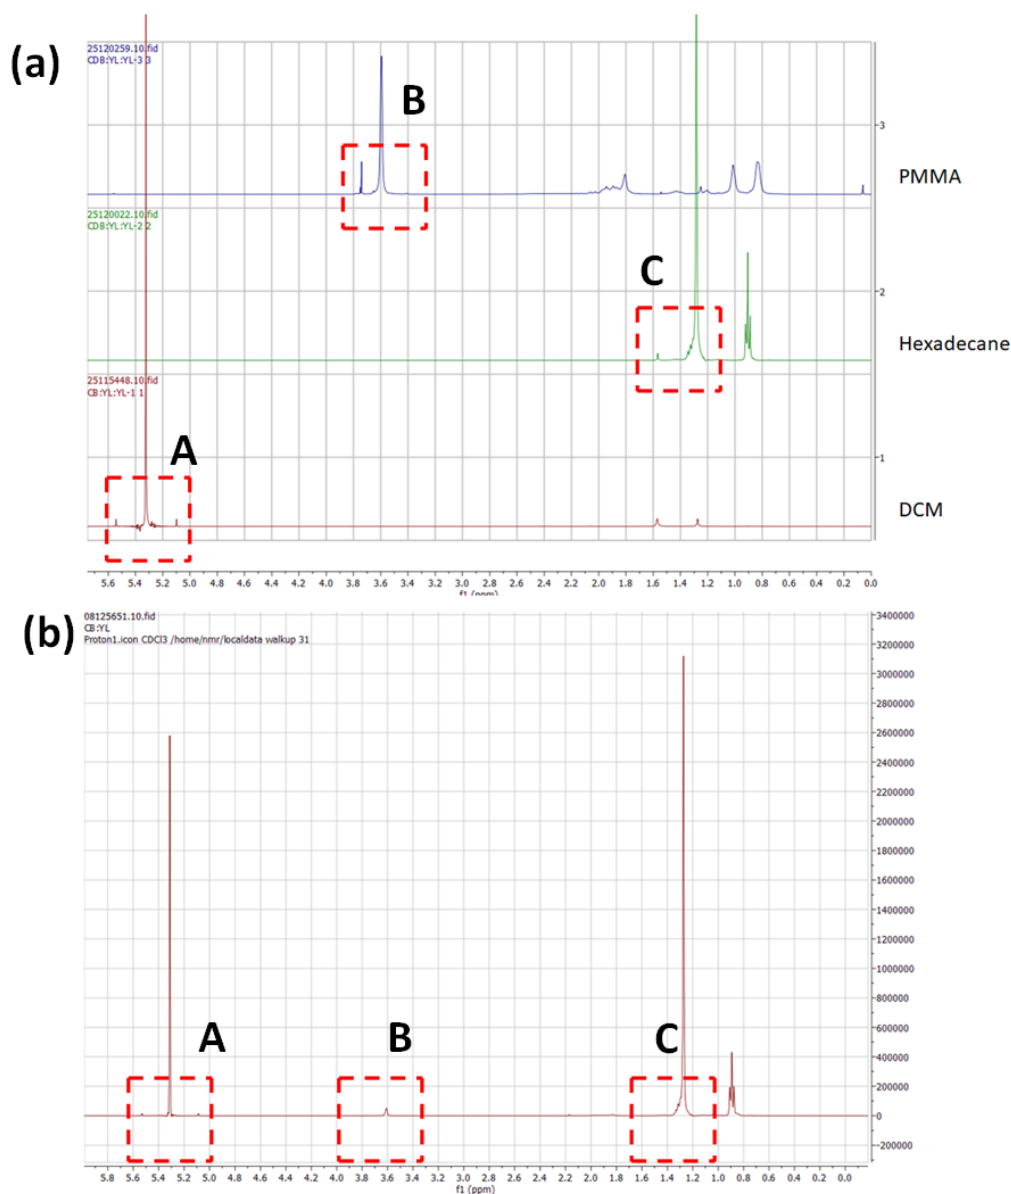 (a)
25120259.10.fid
CDB:YL:YL-3 3
B
3
PMMA
25120022.10.fid
CDB:YL:YL-2 2
C
2
Hexadecane
25115448.10.fid
CB:YL:YL-1 1
A
1
DCM
5.6 5.4 5.2 5.0 4.8 4.6 4.4 4.2 4.0 3.8 3.6 3.4 3.2 3.0 2.8 2.6 2.4 2.2 2.0 1.8 1.6 1.4 1.2 1.0 0.8 0.6 0.4 0.2 0.0
f1 (ppm)
(b)
08125651.10.fid
CB:YL
Proton1.icon CDCl3 /home/nmr/localdata walkup 31
3400000
3200000
3000000
2800000
2600000
2400000
2200000
2000000
1800000
1600000
1400000
1200000
1000000
800000
600000
400000
200000
0
-200000
A
B
C
5.6 5.4 5.2 5.0 4.8 4.6 4.4 4.2 4.0 3.8 3.6 3.4 3.2 3.0 2.8 2.6 2.4 2.2 2.0 1.8 1.6 1.4 1.2 1.0 0.8 0.6 0.4 0.2 0.0
f1 (ppm)